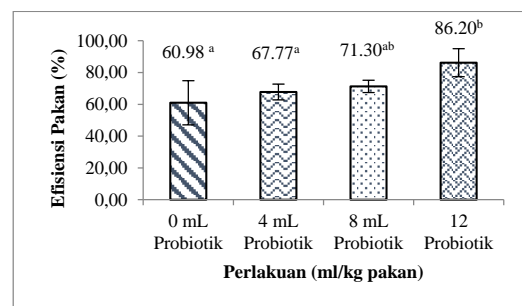 Efisiensi Pakan (%)
100,00
80,00
60,00
40,00
20,00
0,00
60.98 a
67.77a
71.30ab
86.20b
0 mL
Probiotik
4 mL
Probiotik
8 mL
Probiotik
12
Probiotik
Perlakuan (ml/kg pakan)